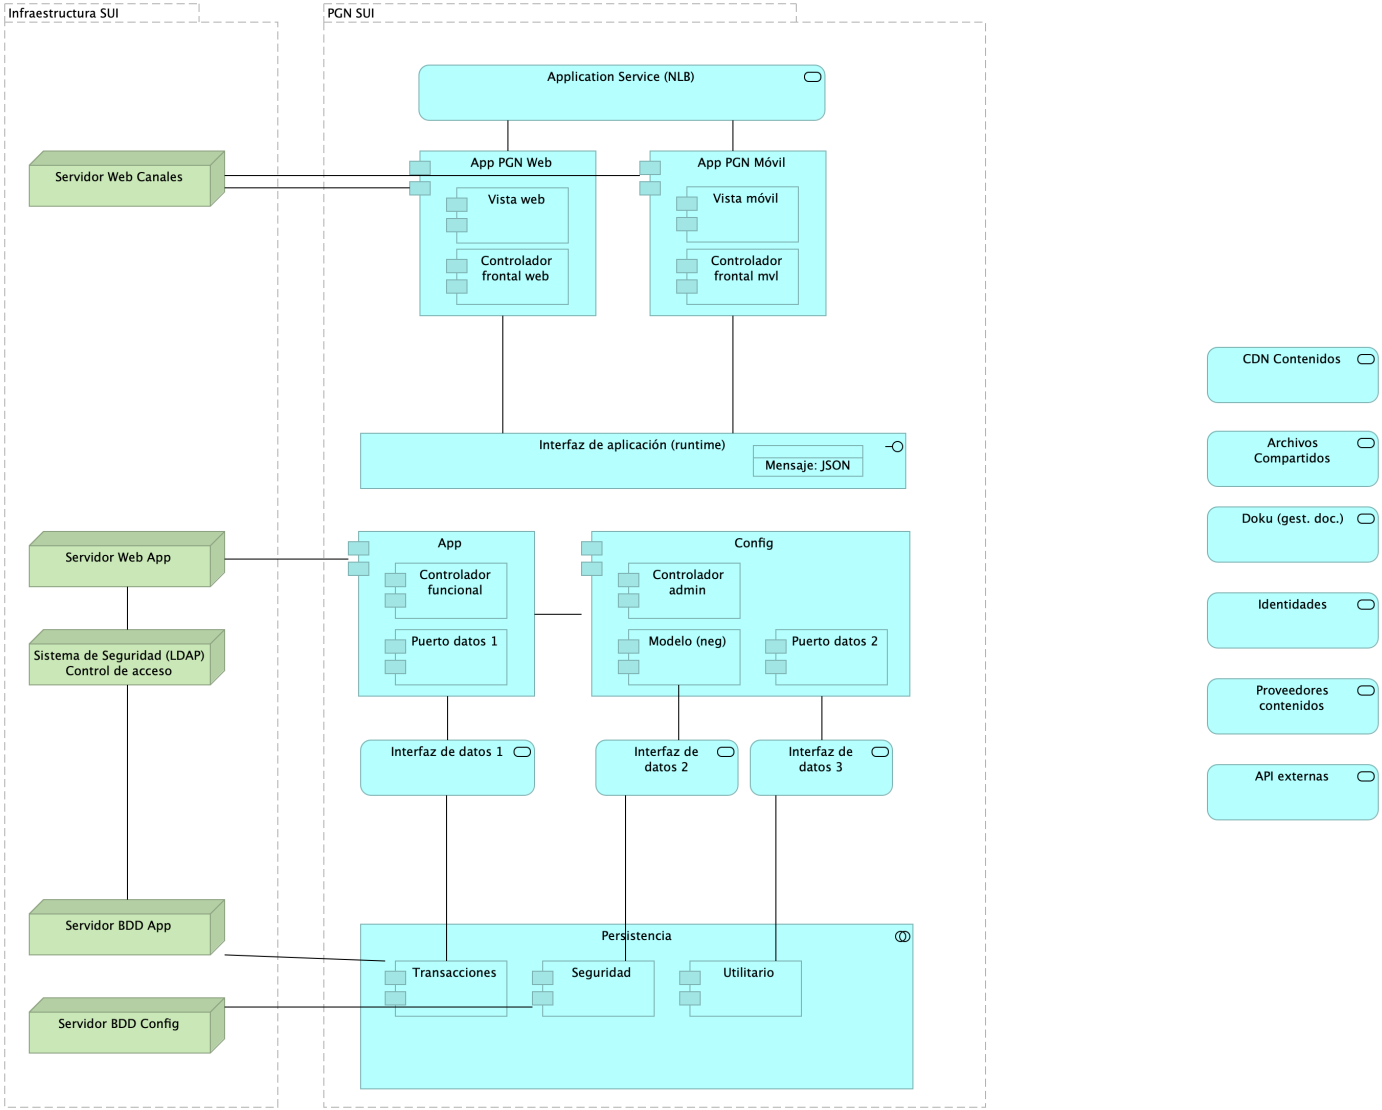 Infraestructura SUI
PGN SUI
Application Service (NLB)
Servidor Web Canales
App PGN Web
Vista web
Controlador
frontal web
App PGN Móvil
Vista móvil
Controlador
frontal mvl
Interfaz de aplicación (runtime)
Mensaje: JSON
Servidor Web App
Sistema de Seguridad (LDAP)
Control de acceso
App
Controlador
funcional
Puerto datos 1
Config
Controlador
admin
Modelo (neg)
Puerto datos 2
Interfaz de datos 1
Interfaz de
datos 2
Interfaz de
datos 3
Servidor BDD App
Servidor BDD Config
Persistencia
Transacciones
Seguridad
Utilitario
CDN Contenidos
Archivos
Compartidos
Doku (gest. doc.)
Identidades
Proveedores
contenidos
API externas